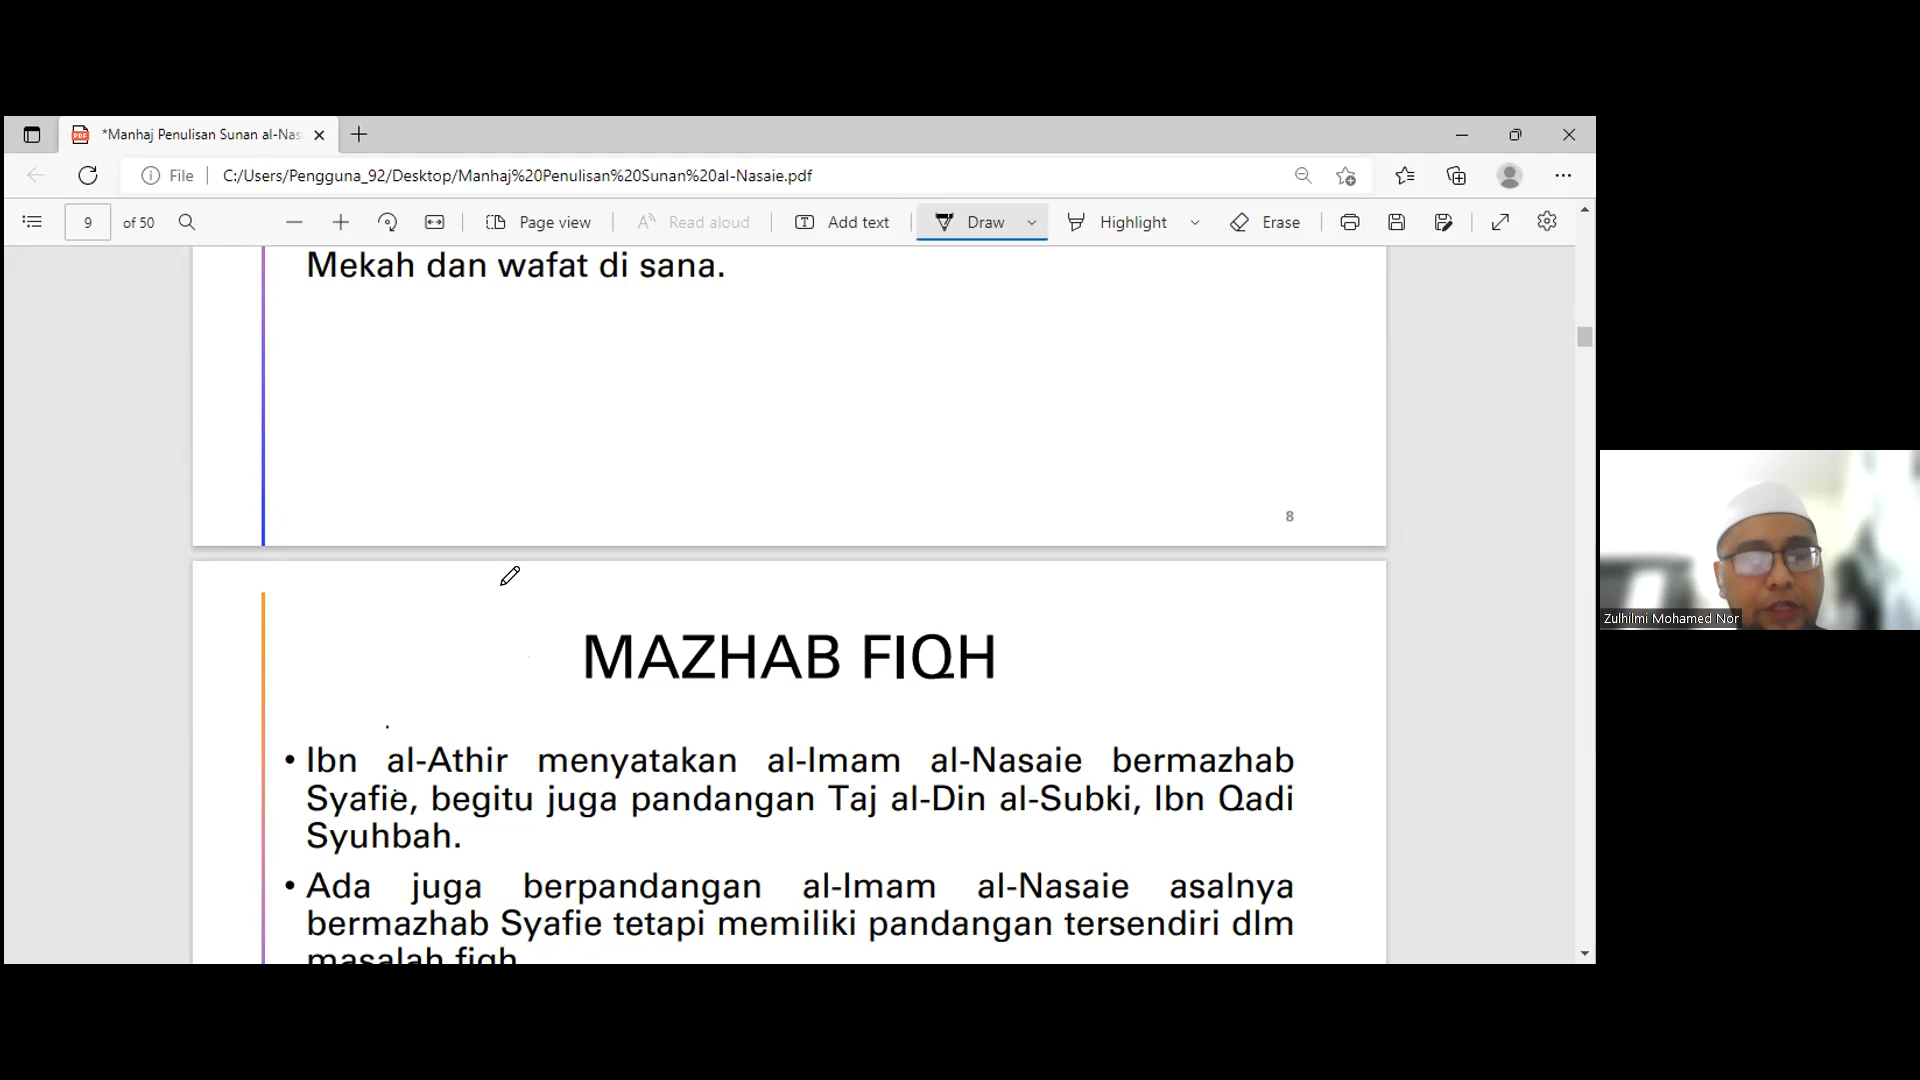 *Manhaj Penulisan Sunan al-Nas
File
C:/Users/Pengguna_92/Desktop/Manhaj%20Penulisan%20Sunan%20al-Nasaie.pdf
9 of 50
Page view
Read aloud
Add text
Draw
Highlight
Erase
Mekah dan wafat di sana.
8
Zulhilmi Mohamed Nor
MAZHAB FIQH
• Ibn al-Athir menyatakan al-Imam al-Nasaie bermazhab
Syafie, begitu juga pandangan Taj al-Din al-Subki, Ibn Qadi
Syuhbah.
• Ada juga berpandangan al-Imam al-Nasaie asalnya
bermazhab Syafie tetapi memiliki pandangan tersendiri dlm
masalah fiqh